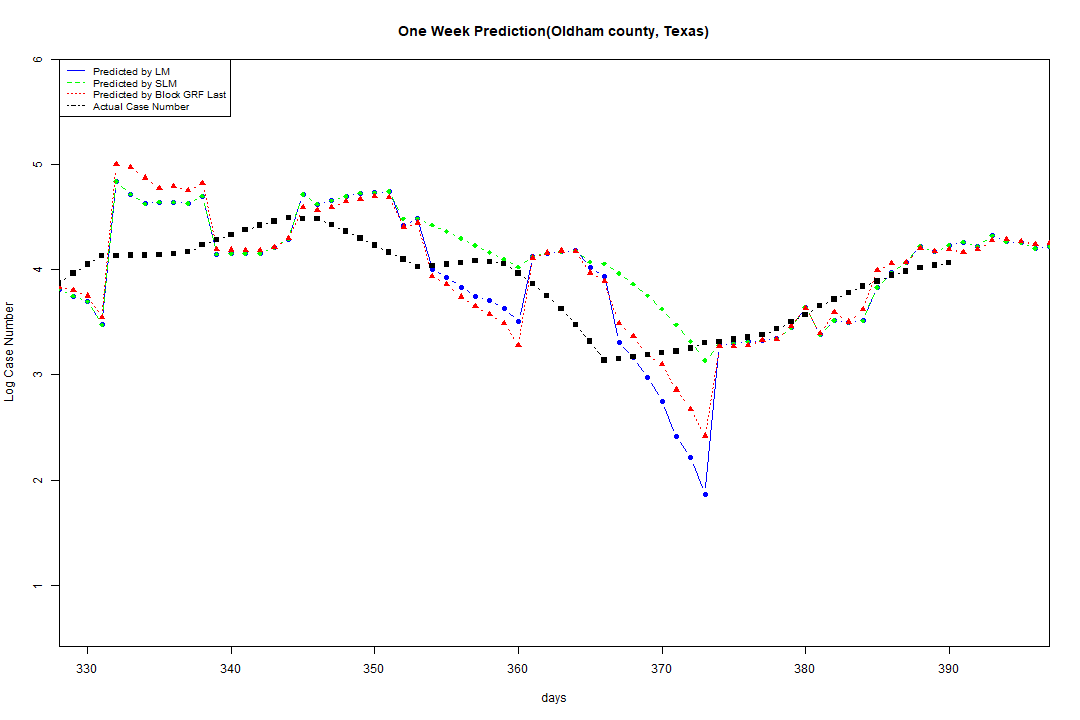 One Week Prediction(Oldham county, Texas)
Predicted by LM
Predicted by SLM
Predicted by Block GRF Last
Actual Case Number
6
5
4
3
2
1
Log Case Number
330 340 350 360 370 380 390
days